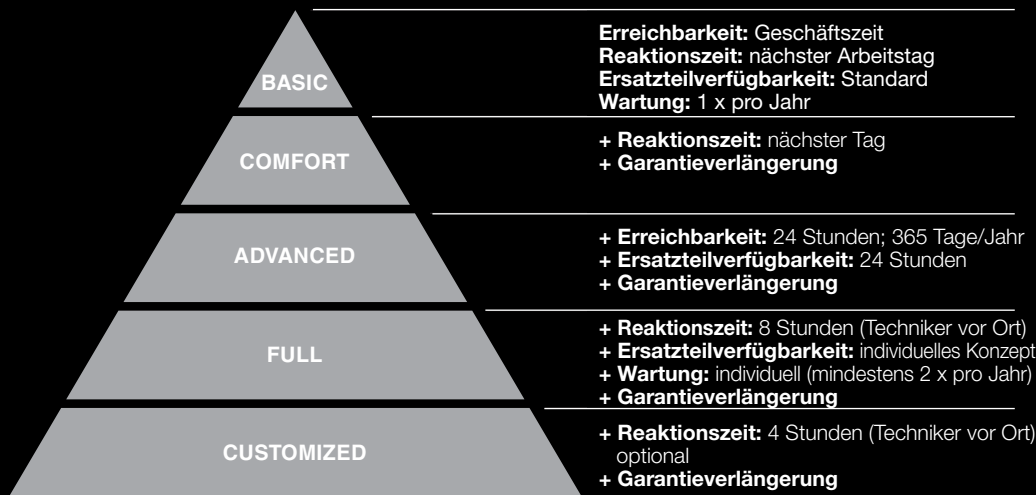 BASIC
Erreichbarkeit: Geschäftszeit
Reaktionszeit: nächster Arbeitstag
Ersatzteilverfügbarkeit: Standard
Wartung: 1 x pro Jahr
COMFORT
+ Reaktionszeit: nächster Tag
+ Garantieverlängerung
ADVANCED
+ Erreichbarkeit: 24 Stunden; 365 Tage/Jahr
+ Ersatzteilverfügbarkeit: 24 Stunden
+ Garantieverlängerung
FULL
+ Reaktionszeit: 8 Stunden (Techniker vor Ort)
+ Ersatzteilverfügbarkeit: individuelles Konzept
+ Wartung: individuell (mindestens 2 x pro Jahr)
+ Garantieverlängerung
CUSTOMIZED
+ Reaktionszeit: 4 Stunden (Techniker vor Ort)
optional
+ Garantieverlängerung